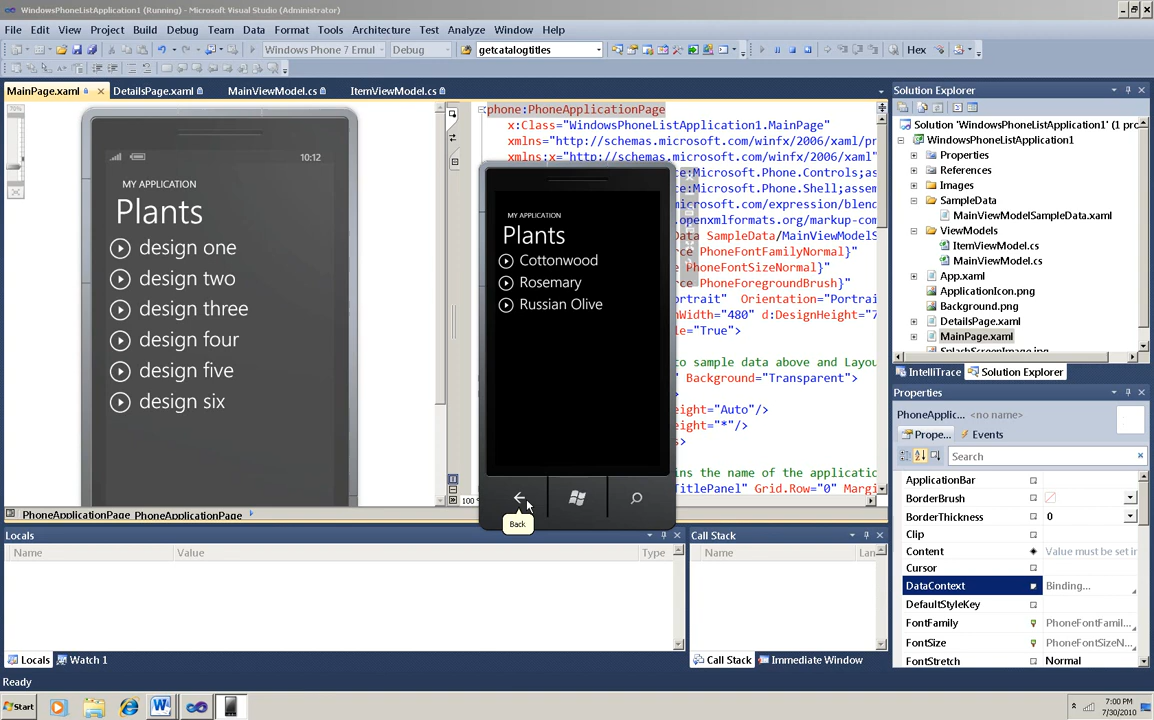 WindowsPhoneListApplication1 (Running) - Microsoft Visual Studio (Administrator)
File Edit View Project Build Debug Team Data Format Tools Architecture Test Analyze Window Help
Windows Phone 7 Emul Debug getcatalogtitles Hex
MainPage.xaml DetailsPage.xaml MainViewModel.cs ItemViewModel.cs
10:12
MY APPLICATION
Plants
design one
design two
design three
design four
design five
design six
phone:PhoneApplicationPage
x:Class="WindowsPhoneListApplication1.MainPage"
xmlns="http://schemas.microsoft.com/winfx/2006/xaml/pr
xmlns:x="http://schemas.microsoft.com/winfx/2006/xaml"
ce:Microsoft.Phone.Controls;as
ce:Microsoft.Phone.Shell;assem
microsoft.com/expression/blend
openxmlformats.org/markup-com
Data SampleData/MainViewModelS
rce PhoneFontFamilyNormal}"
ce PhoneFontSizeNormal}"
rce PhoneForegroundBrush}"
ortrait" Orientation="Portrai
nWidth="480" d:DesignHeight="7
le="True">
to sample data above and Layou
" Background="Transparent">
eight="Auto"/>
eight="*"/>
s>
ins the name of the applicatio
TitlePanel" Grid.Row="0" Margi
100
MY APPLICATION
Plants
Cottonwood
Rosemary
Russian Olive
Back
PhoneApplicationPage PhoneApplicationPage
Solution Explorer
Solution 'WindowsPhoneListApplication1' (1 prc
WindowsPhoneListApplication1
Properties
References
Images
SampleData
MainViewModelSampleData.xaml
ViewModels
ItemViewModel.cs
MainViewModel.cs
App.xaml
ApplicationIcon.png
Background.png
DetailsPage.xaml
MainPage.xaml
SplashScreenImage.jpg
IntelliTrace Solution Explorer
Properties
PhoneApplic... <no name>
Prope... Events
Search
ApplicationBar
BorderBrush
BorderThickness 0
Clip
Content Value must be set in
Cursor
DataContext Binding...
DefaultStyleKey
FontFamily PhoneFontFamil...
FontSize PhoneFontSizeN...
FontStretch Normal
Locals
Name Value Type
Call Stack
Name Lan
Locals Watch 1
Call Stack Immediate Window
Ready
Start
7:00 PM
7/30/2010